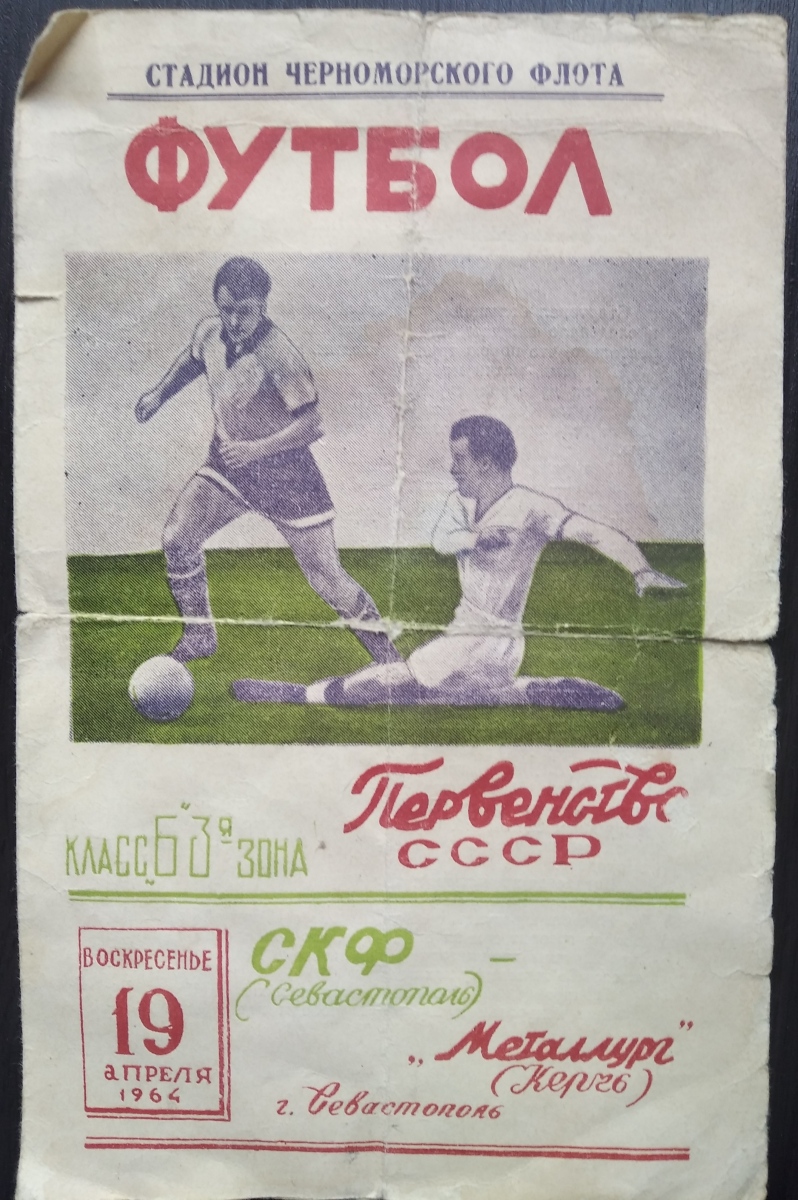 СТАДИОН ЧЕРНОМОРСКОГО ФЛОТА
ФУТБОЛ
Первенство
СССР
КЛАСС „Б" 3я ЗОНА
ВОСКРЕСЕНЬЕ
19
АПРЕЛЯ
1964
СКФ –
(Севастополь)
„Металлург"
(Керчь)
г. Севастополь